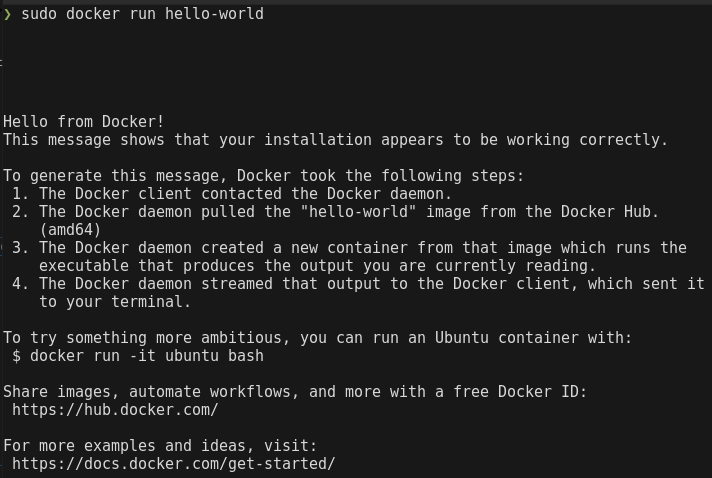 ❯ sudo docker run hello-world
Hello from Docker!
This message shows that your installation appears to be working correctly.
To generate this message, Docker took the following steps:
1. The Docker client contacted the Docker daemon.
2. The Docker daemon pulled the "hello-world" image from the Docker Hub.
(amd64)
3. The Docker daemon created a new container from that image which runs the
executable that produces the output you are currently reading.
4. The Docker daemon streamed that output to the Docker client, which sent it
to your terminal.
To try something more ambitious, you can run an Ubuntu container with:
$ docker run -it ubuntu bash
Share images, automate workflows, and more with a free Docker ID:
https://hub.docker.com/
For more examples and ideas, visit:
https://docs.docker.com/get-started/